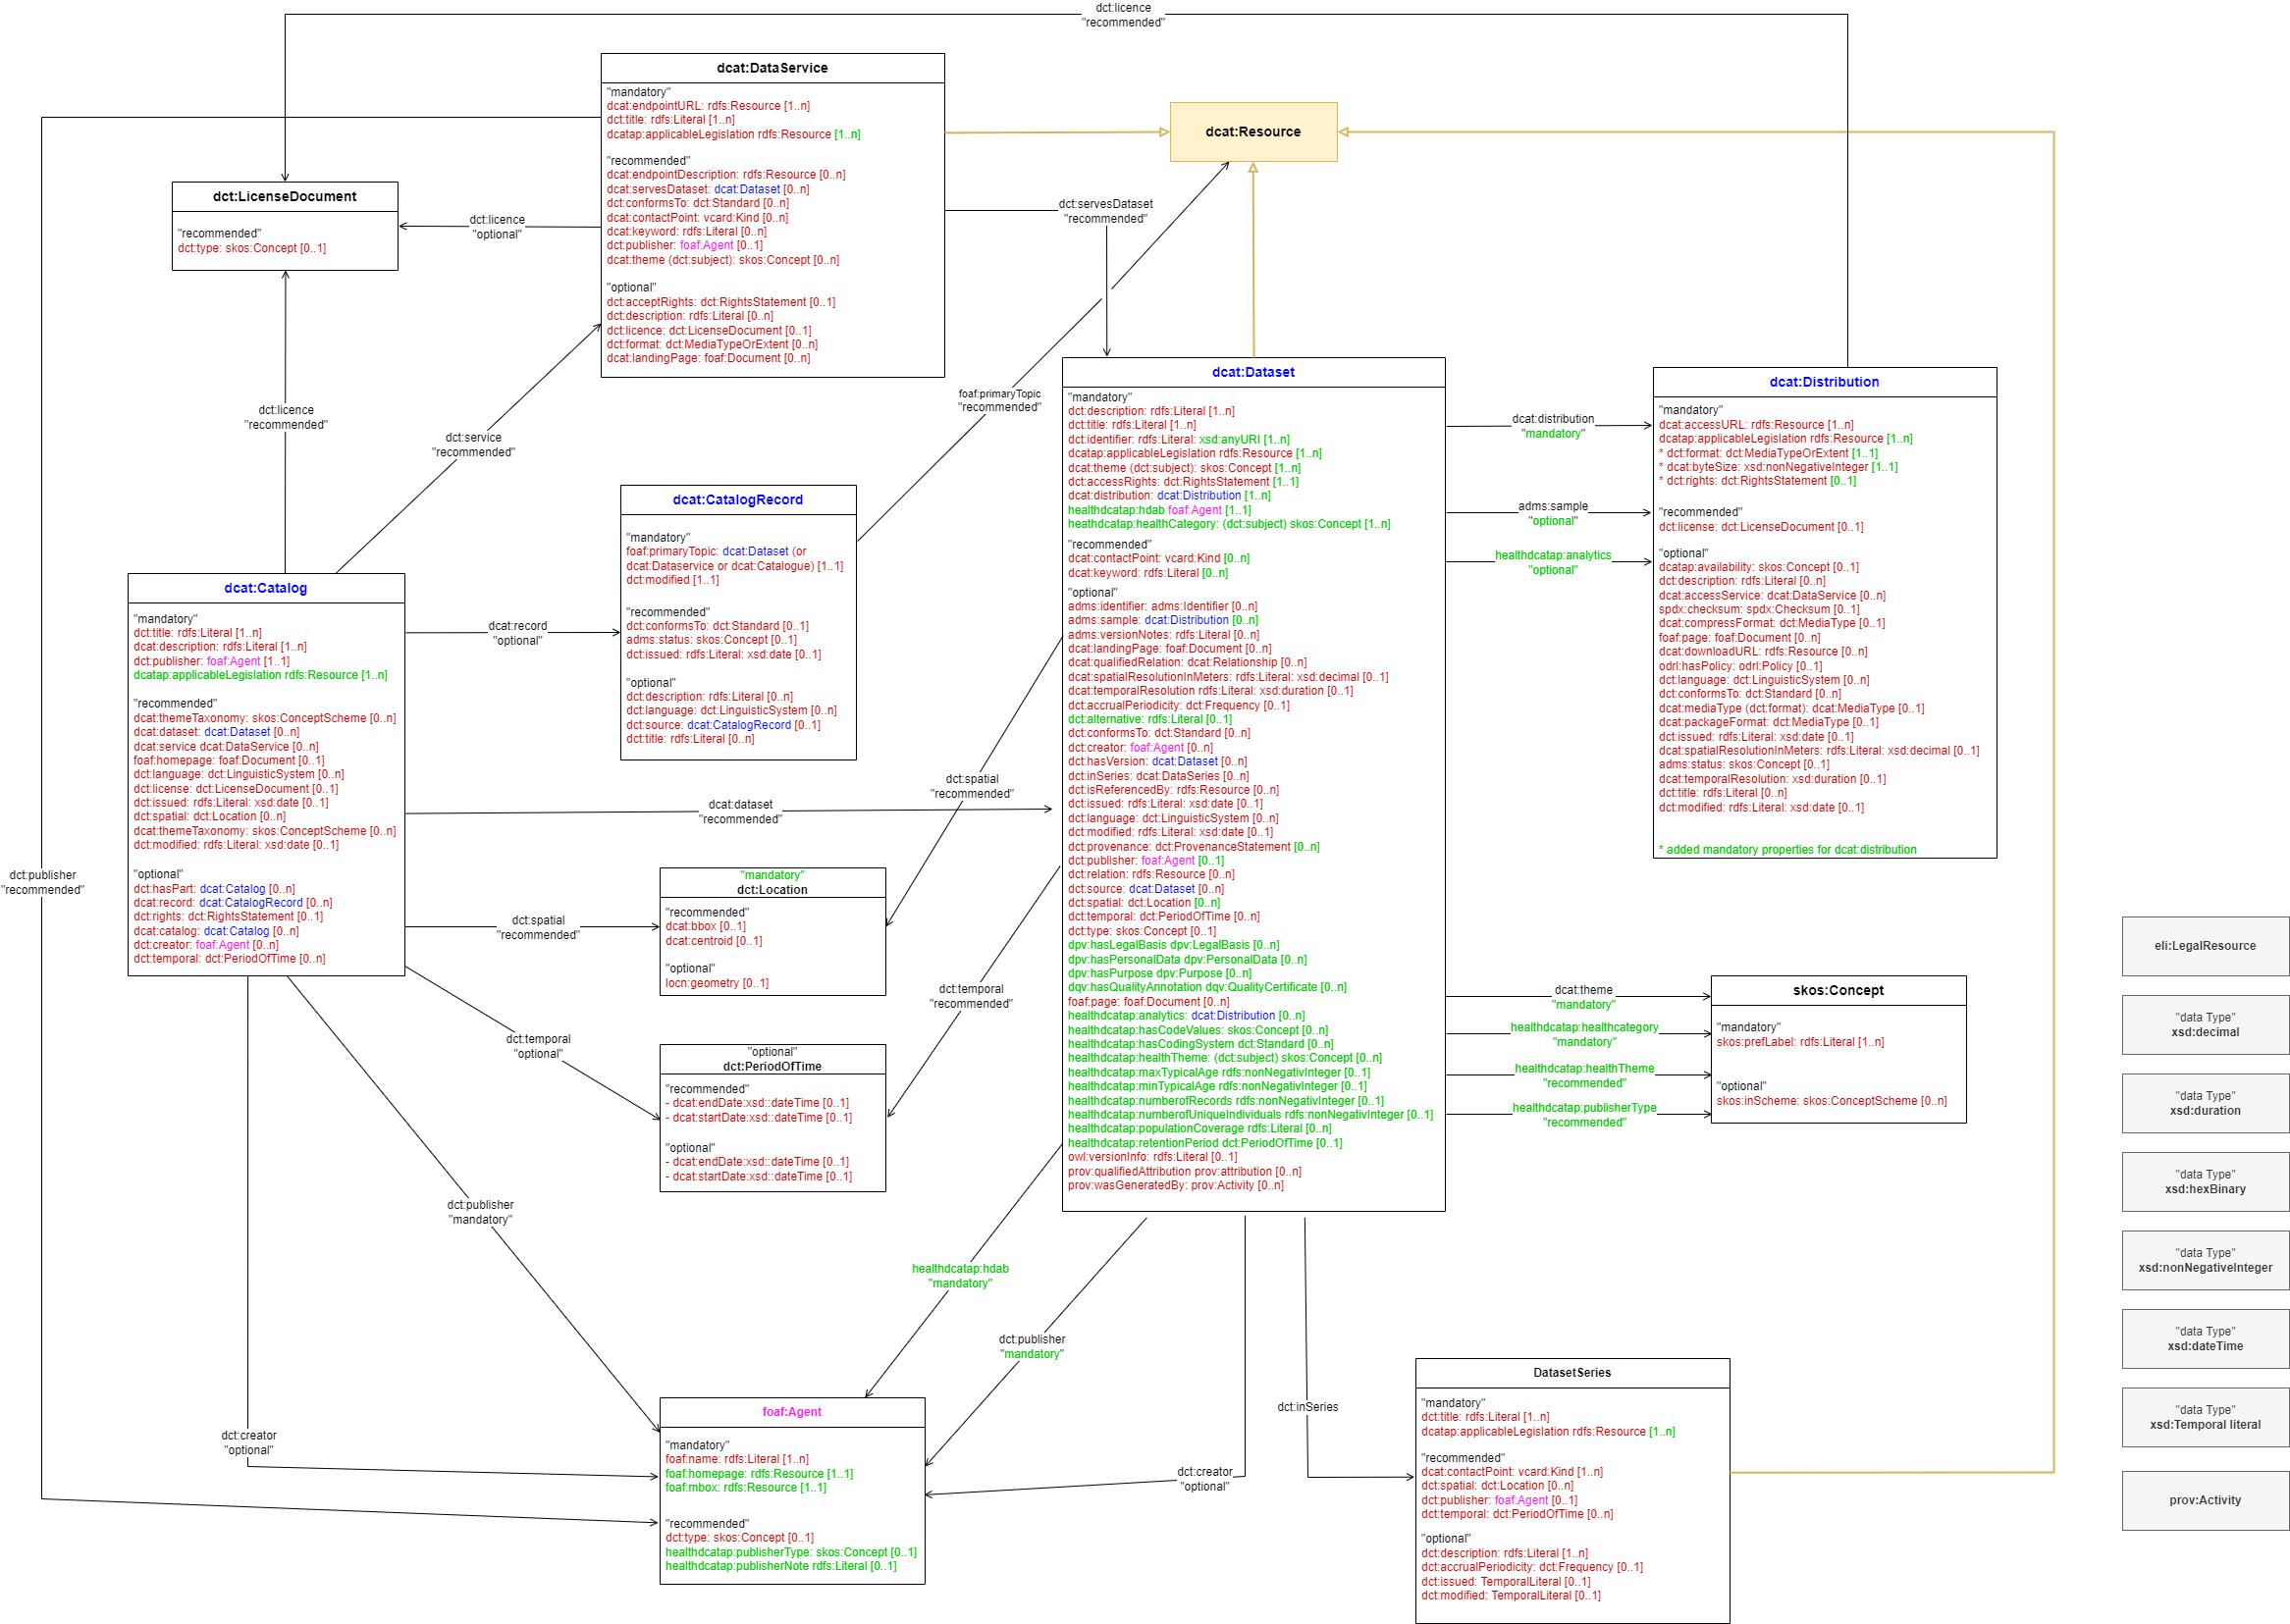 dct:licence
"recommended"
dcat:DataService
"mandatory"
dcat:endpointURL: rdfs:Resource [1..n]
dct:title: rdfs:Literal [1..n]
dcatap:applicableLegislation rdfs:Resource [1..n]
"recommended"
dcat:endpointDescription: rdfs:Resource [0..n]
dcat:servesDataset: dcat:Dataset [0..n]
dct:conformsTo: dct:Standard [0..n]
dcat:contactPoint: vcard:Kind [0..n]
dcat:keyword: rdfs:Literal [0..n]
dct:publisher: foaf:Agent [0..1]
dcat:theme (dct:subject): skos:Concept [0..n]
"optional"
dct:acceptRights: dct:RightsStatement [0..1]
dct:description: rdfs:Literal [0..n]
dct:licence: dct:LicenseDocument [0..1]
dct:format: dct:MediaTypeOrExtent [0..n]
dcat:landingPage: foaf:Document [0..n]
dcat:Resource
dct:LicenseDocument
"recommended"
dct:type: skos:Concept [0..1]
dct:licence
"optional"
dct:servesDataset
"recommended"
foaf:primaryTopic
"recommended"
dct:licence
"recommended"
dct:service
"recommended"
dcat:CatalogRecord
"mandatory"
foaf:primaryTopic: dcat:Dataset (or
dcat:Dataservice or dcat:Catalogue) [1..1]
dct:modified [1..1]
"recommended"
dct:conformsTo: dct:Standard [0..1]
adms:status: skos:Concept [0..1]
dct:issued: rdfs:Literal: xsd:date [0..1]
"optional"
dct:description: rdfs:Literal [0..n]
dct:language: dct:LinguisticSystem [0..n]
dct:source: dcat:CatalogRecord [0..1]
dct:title: rdfs:Literal [0..n]
dcat:Catalog
"mandatory"
dct:title: rdfs:Literal [1..n]
dcat:description: rdfs:Literal [1..n]
dct:publisher: foaf:Agent [1..1]
dcatap:applicableLegislation rdfs:Resource [1..n]
"recommended"
dcat:themeTaxonomy: skos:ConceptScheme [0..n]
dcat:dataset: dcat:Dataset [0..n]
dcat:service dcat:DataService [0..n]
foaf:homepage: foaf:Document [0..1]
dct:language: dct:LinguisticSystem [0..n]
dct:license: dct:LicenseDocument [0..1]
dct:issued: rdfs:Literal: xsd:date [0..1]
dct:spatial: dct:Location [0..n]
dcat:themeTaxonomy: skos:ConceptScheme [0..n]
dct:modified: rdfs:Literal: xsd:date [0..1]
"optional"
dct:hasPart: dcat:Catalog [0..n]
dcat:record: dcat:CatalogRecord [0..n]
dct:rights: dct:RightsStatement [0..1]
dcat:catalog: dcat:Catalog [0..n]
dct:creator: foaf:Agent [0..n]
dct:temporal: dct:PeriodOfTime [0..n]
dcat:record
"optional"
dcat:dataset
"recommended"
dct:spatial
"recommended"
dct:publisher
"recommended"
dct:spatial
"recommended"
"mandatory"
dct:Location
"recommended"
dcat:bbox [0..1]
dcat:centroid [0..1]
"optional"
locn:geometry [0..1]
dct:temporal
"recommended"
dct:temporal
"optional"
"optional"
dct:PeriodOfTime
"recommended"
- dcat:endDate:xsd::dateTime [0..1]
- dcat:startDate:xsd::dateTime [0..1]
"optional"
- dcat:endDate:xsd::dateTime [0..1]
- dcat:startDate:xsd::dateTime [0..1]
dct:publisher
"mandatory"
healthdcatap:hdab
"mandatory"
dct:publisher
"mandatory"
dct:creator
"optional"
dct:creator
"optional"
dct:inSeries
foaf:Agent
"mandatory"
foaf:name: rdfs:Literal [1..n]
foaf:homepage: rdfs:Resource [1..1]
foaf:mbox: rdfs:Resource [1..1]
"recommended"
dct:type: skos:Concept [0..1]
healthdcatap:publisherType: skos:Concept [0..1]
healthdcatap:publisherNote rdfs:Literal [0..1]
dcat:Dataset
"mandatory"
dct:description: rdfs:Literal [1..n]
dct:title: rdfs:Literal [1..n]
dct:identifier: rdfs:Literal: xsd:anyURI [1..n]
dcatap:applicableLegislation rdfs:Resource [1..n]
dcat:theme (dct:subject): skos:Concept [1..n]
dct:accessRights: dct:RightsStatement [1..1]
dcat:distribution: dcat:Distribution [1..n]
healthdcatap:hdab foaf:Agent [1..1]
heathdcatap:healthCategory: (dct:subject) skos:Concept [1..n]
"recommended"
dcat:contactPoint: vcard:Kind [0..n]
dcat:keyword: rdfs:Literal [0..n]
"optional"
adms:identifier: adms:Identifier [0..n]
adms:sample: dcat:Distribution [0..n]
adms:versionNotes: rdfs:Literal [0..n]
dcat:landingPage: foaf:Document [0..n]
dcat:qualifiedRelation: dcat:Relationship [0..n]
dcat:spatialResolutionInMeters: rdfs:Literal: xsd:decimal [0..1]
dcat:temporalResolution rdfs:Literal: xsd:duration [0..1]
dct:accrualPeriodicity: dct:Frequency [0..1]
dct:alternative: rdfs:Literal [0..1]
dct:conformsTo: dct:Standard [0..n]
dct:creator: foaf:Agent [0..n]
dct:hasVersion: dcat:Dataset [0..n]
dct:inSeries: dcat:DataSeries [0..n]
dct:isReferencedBy: rdfs:Resource [0..n]
dct:issued: rdfs:Literal: xsd:date [0..1]
dct:language: dct:LinguisticSystem [0..n]
dct:modified: rdfs:Literal: xsd:date [0..1]
dct:provenance: dct:ProvenanceStatement [0..n]
dct:publisher: foaf:Agent [0..1]
dct:relation: rdfs:Resource [0..n]
dct:source: dcat:Dataset [0..n]
dct:spatial: dct:Location [0..n]
dct:temporal: dct:PeriodOfTime [0..n]
dct:type: skos:Concept [0..1]
dpv:hasLegalBasis dpv:LegalBasis [0..n]
dpv:hasPersonalData dpv:PersonalData [0..n]
dpv:hasPurpose dpv:Purpose [0..n]
dqv:hasQualityAnnotation dqv:QualityCertificate [0..n]
foaf:page: foaf:Document [0..n]
healthdcatap:analytics: dcat:Distribution [0..n]
healthdcatap:hasCodeValues: skos:Concept [0..n]
healthdcatap:hasCodingSystem dct:Standard [0..n]
healthdcatap:healthTheme: (dct:subject) skos:Concept [0..n]
healthdcatap:maxTypicalAge rdfs:nonNegativInteger [0..1]
healthdcatap:minTypicalAge rdfs:nonNegativInteger [0..1]
healthdcatap:numberofRecords rdfs:nonNegativInteger [0..1]
healthdcatap:numberofUniqueIndividuals rdfs:nonNegativInteger [0..1]
healthdcatap:populationCoverage rdfs:Literal [0..n]
healthdcatap:retentionPeriod dct:PeriodOfTime [0..1]
owl:versionInfo: rdfs:Literal [0..1]
prov:qualifiedAttribution prov:attribution [0..n]
prov:wasGeneratedBy: prov:Activity [0..n]
dcat:distribution
"mandatory"
adms:sample
"optional"
healthdcatap:analytics
"optional"
dcat:Distribution
"mandatory"
dcat:accessURL: rdfs:Resource [1..n]
dcatap:applicableLegislation rdfs:Resource [1..n]
* dct:format: dct:MediaTypeOrExtent [1..1]
* dcat:byteSize: xsd:nonNegativeInteger [1..1]
* dct:rights: dct:RightsStatement [0..1]
"recommended"
dct:license: dct:LicenseDocument [0..1]
"optional"
dcatap:availability: skos:Concept [0..1]
dct:description: rdfs:Literal [0..n]
dcat:accessService: dcat:DataService [0..n]
spdx:checksum: spdx:Checksum [0..1]
dcat:compressFormat: dct:MediaType [0..1]
foaf:page: foaf:Document [0..n]
dcat:downloadURL: rdfs:Resource [0..n]
odrl:hasPolicy: odrl:Policy [0..1]
dct:language: dct:LinguisticSystem [0..n]
dct:conformsTo: dct:Standard [0..n]
dcat:mediaType (dct:format): dcat:MediaType [0..1]
dcat:packageFormat: dct:MediaType [0..1]
dct:issued: rdfs:Literal: xsd:date [0..1]
dcat:spatialResolutionInMeters: rdfs:Literal: xsd:decimal [0..1]
adms:status: skos:Concept [0..1]
dcat:temporalResolution: xsd:duration [0..1]
dct:title: rdfs:Literal [0..n]
dct:modified: rdfs:Literal: xsd:date [0..1]
* added mandatory properties for dcat:distribution
dcat:theme
"mandatory"
healthdcatap:healthcategory
"mandatory"
healthdcatap:healthTheme
"recommended"
healthdcatap:publisherType
"recommended"
skos:Concept
"mandatory"
skos:prefLabel: rdfs:Literal [1..n]
"optional"
skos:inScheme: skos:ConceptScheme [0..n]
DatasetSeries
"mandatory"
dct:title: rdfs:Literal [1..n]
dcatap:applicableLegislation rdfs:Resource [1..n]
"recommended"
dcat:contactPoint: vcard:Kind [1..n]
dct:spatial: dct:Location [0..n]
dct:publisher: foaf:Agent [0..1]
dct:temporal: dct:PeriodOfTime [0..n]
"optional"
dct:description: rdfs:Literal [1..n]
dct:accrualPeriodicity: dct:Frequency [0..1]
dct:issued: TemporalLiteral [0..1]
dct:modified: TemporalLiteral [0..1]
eli:LegalResource
"data Type"
xsd:decimal
"data Type"
xsd:duration
"data Type"
xsd:hexBinary
"data Type"
xsd:nonNegativeInteger
"data Type"
xsd:dateTime
"data Type"
xsd:Temporal literal
prov:Activity